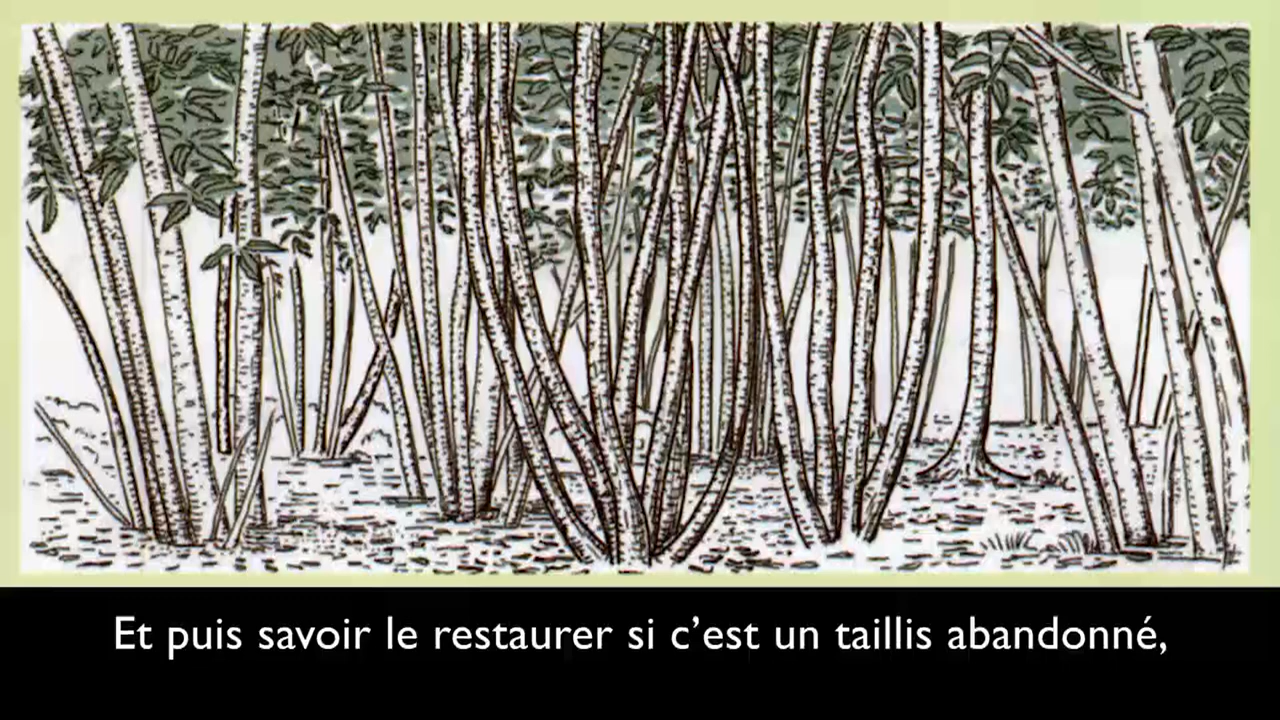 Et puis savoir le restaurer si c’est un taillis abandonné,